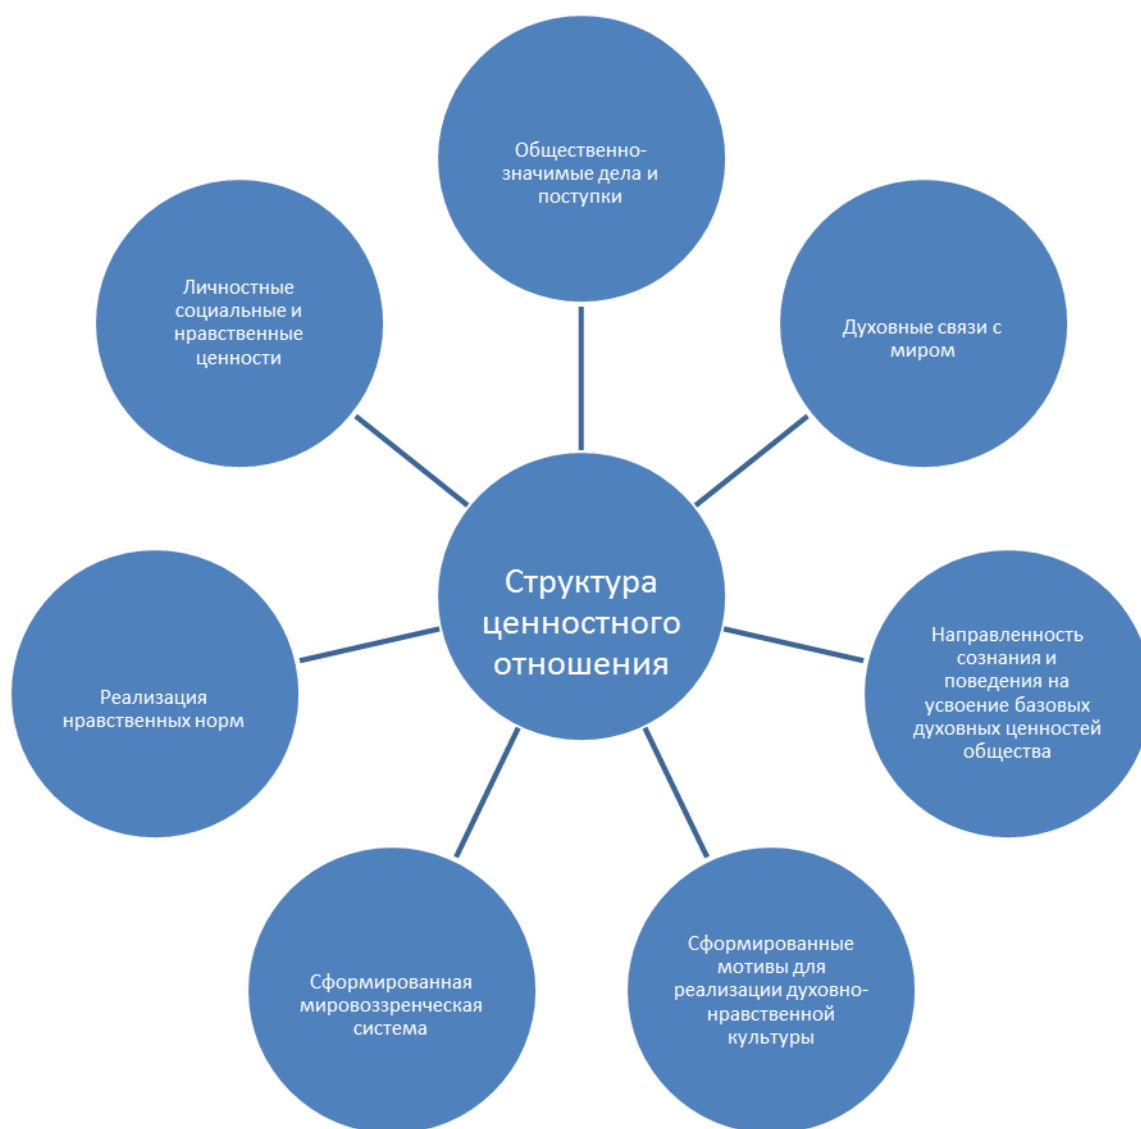 Общественно-
значимые дела и
поступки
Духовные связи с
миром
Направленность
сознания и
поведения на
усвоение базовых
духовных ценностей
общества
Сформированные
мотивы для
реализации духовно-
нравственной
культуры
Сформированная
мировоззренческая
система
Реализация
нравственных норм
Личностные
социальные и
нравственные
ценности
Структура
ценностного
отношения